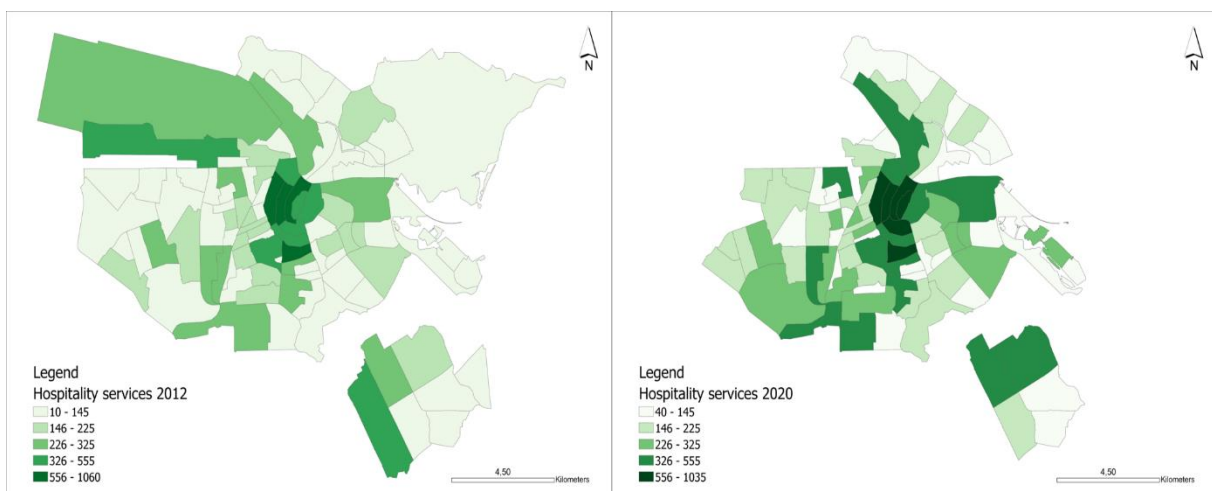 N
Legend
Hospitality services 2012
10 - 145
146 - 225
226 - 325
326 - 555
556 - 1060
4,50
Kilometers
N
Legend
Hospitality services 2020
40 - 145
146 - 225
226 - 325
326 - 555
556 - 1035
4,50
Kilometers